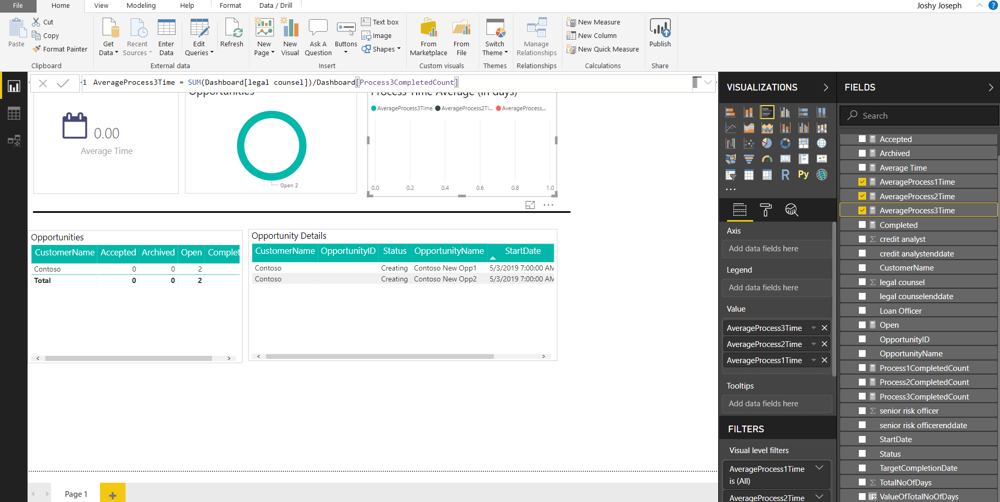 File Home View Modeling Help Format Data / Drill Joshy Joseph ?
Paste
Cut
Copy
Format Painter
Clipboard
Get Data
Recent Sources
Enter Data
Edit Queries
Refresh
External data
New Page
New Visual
Ask A Question
Buttons
Text box
Image
Shapes
Insert
From Marketplace
From File
Custom visuals
Switch Theme
Themes
Manage Relationships
Relationships
New Measure
New Column
New Quick Measure
Calculations
Publish
Share
1 AverageProcess3Time = SUM(Dashboard[legal counsel])/Dashboard[Process3CompletedCount]
0.00
Average Time
Opportunities
Open 2
Process Time Average (in days)
AverageProcess3Time AverageProcess2Ti... AverageProcess...
0.0 0.2 0.4 0.6 0.8 1.0
Opportunities
CustomerName Accepted Archived Open Complet
Contoso 0 0 2
Total 0 0 2
Opportunity Details
CustomerName OpportunityID Status OpportunityName StartDate
Contoso Creating Contoso New Opp1 5/3/2019 7:00:00 AM
Contoso Creating Contoso New Opp2 5/3/2019 7:00:00 AM
Page 1
+
VISUALIZATIONS
123
R
Py
Axis
Add data fields here
Legend
Add data fields here
Value
AverageProcess3Time
AverageProcess2Time
AverageProcess1Time
Tooltips
Add data fields here
FILTERS
Visual level filters
AverageProcess1Time
is (All)
AverageProcess2Time
FIELDS
Search
Accepted
Archived
Average Time
AverageProcess1Time
AverageProcess2Time
AverageProcess3Time
Completed
Σ credit analyst
credit analystenddate
CustomerName
Σ legal counsel
legal counselenddate
Loan Officer
Open
OpportunityID
OpportunityName
Process1CompletedCount
Process2CompletedCount
Process3CompletedCount
Σ senior risk officer
senior risk officerenddate
StartDate
Status
TargetCompletionDate
Σ TotalNoOfDays
ValueOfTotalNoOfDays